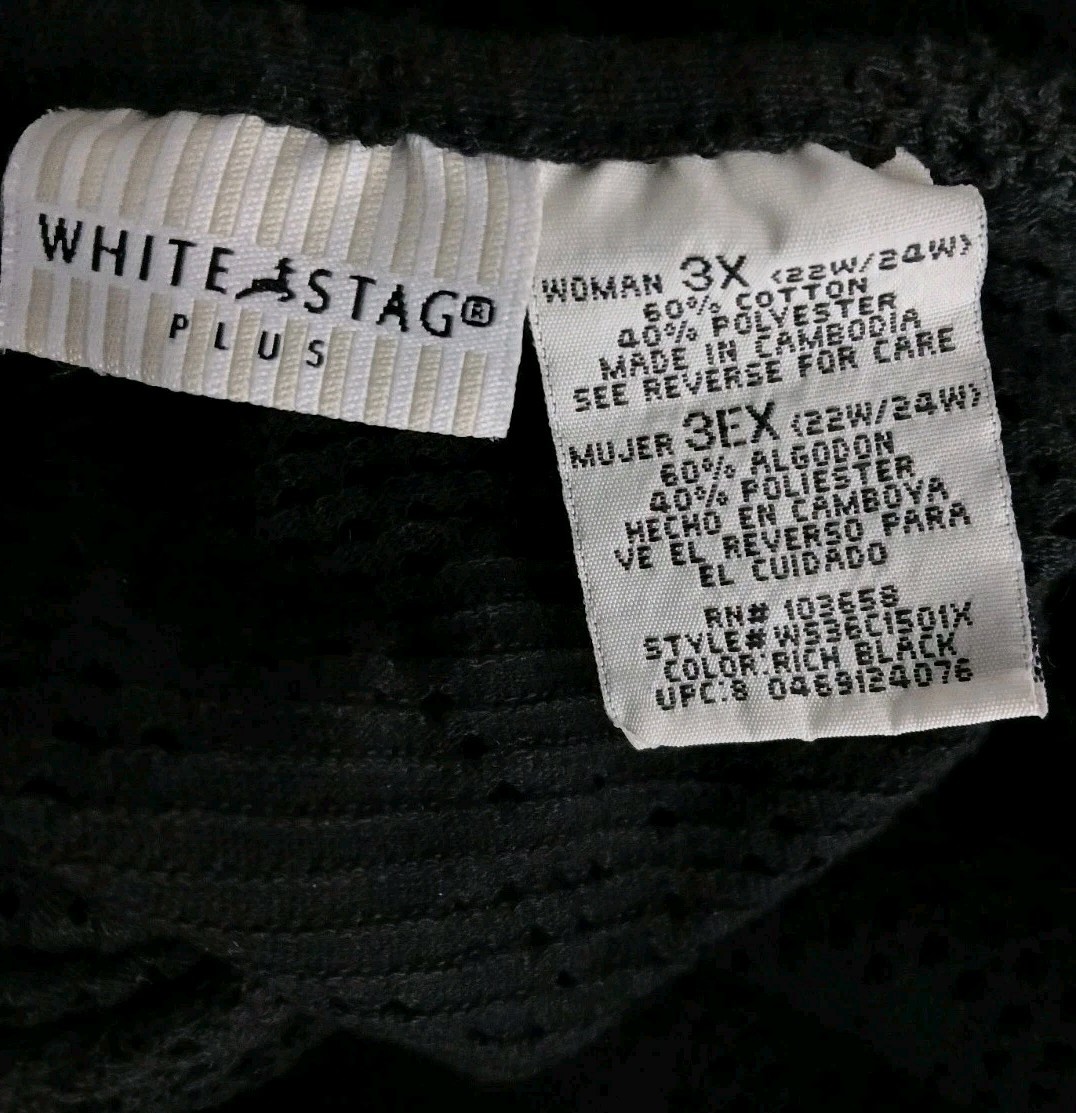 WHITE STAG®
PLUS
WOMAN 3X (22W/24W)
60% COTTON
40% POLYESTER
MADE IN CAMBODIA
SEE REVERSE FOR CARE
MUJER 3EX (22W/24W)
60% ALGODON
40% POLIESTER
HECHO EN CAMBOYA
VE EL REVERSO PARA
EL CUIDADO
RN# 103658
STYLE#:WS36C1501X
COLOR:RICH BLACK
UPC:8 0469124076